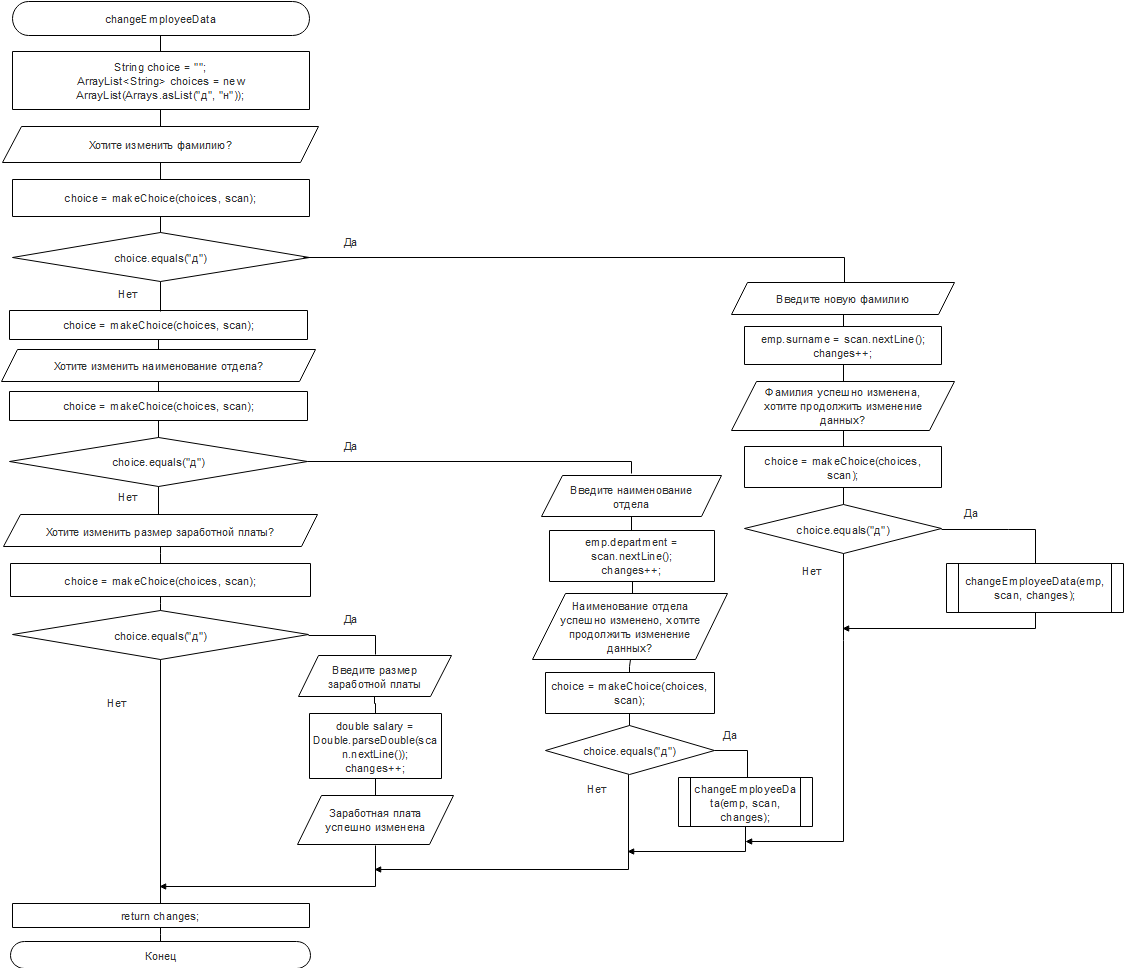 changeEmployeeData
String choice = "";
ArrayList<String> choices = new
ArrayList(Arrays.asList("д", "н"));
Хотите изменить фамилию?
choice = makeChoice(choices, scan);
choice.equals("д")
Да
Нет
choice = makeChoice(choices, scan);
Хотите изменить наименование отдела?
choice = makeChoice(choices, scan);
choice.equals("д")
Да
Нет
Хотите изменить размер заработной платы?
choice = makeChoice(choices, scan);
choice.equals("д")
Да
Нет
Введите размер
заработной платы
double salary =
Double.parseDouble(sca
n.nextLine());
changes++;
Заработная плата
успешно изменена
Введите наименование
отдела
emp.department =
scan.nextLine();
changes++;
Наименование отдела
успешно изменено, хотите
продолжить изменение
данных?
choice = makeChoice(choices,
scan);
choice.equals("д")
Да
Нет
changeEmployeeDa
ta(emp, scan,
changes);
Введите новую фамилию
emp.surname = scan.nextLine();
changes++;
Фамилия успешно изменена,
хотите продолжить изменение
данных?
choice = makeChoice(choices,
scan);
choice.equals("д")
Да
Нет
changeEmployeeData(emp,
scan, changes);
return changes;
Конец